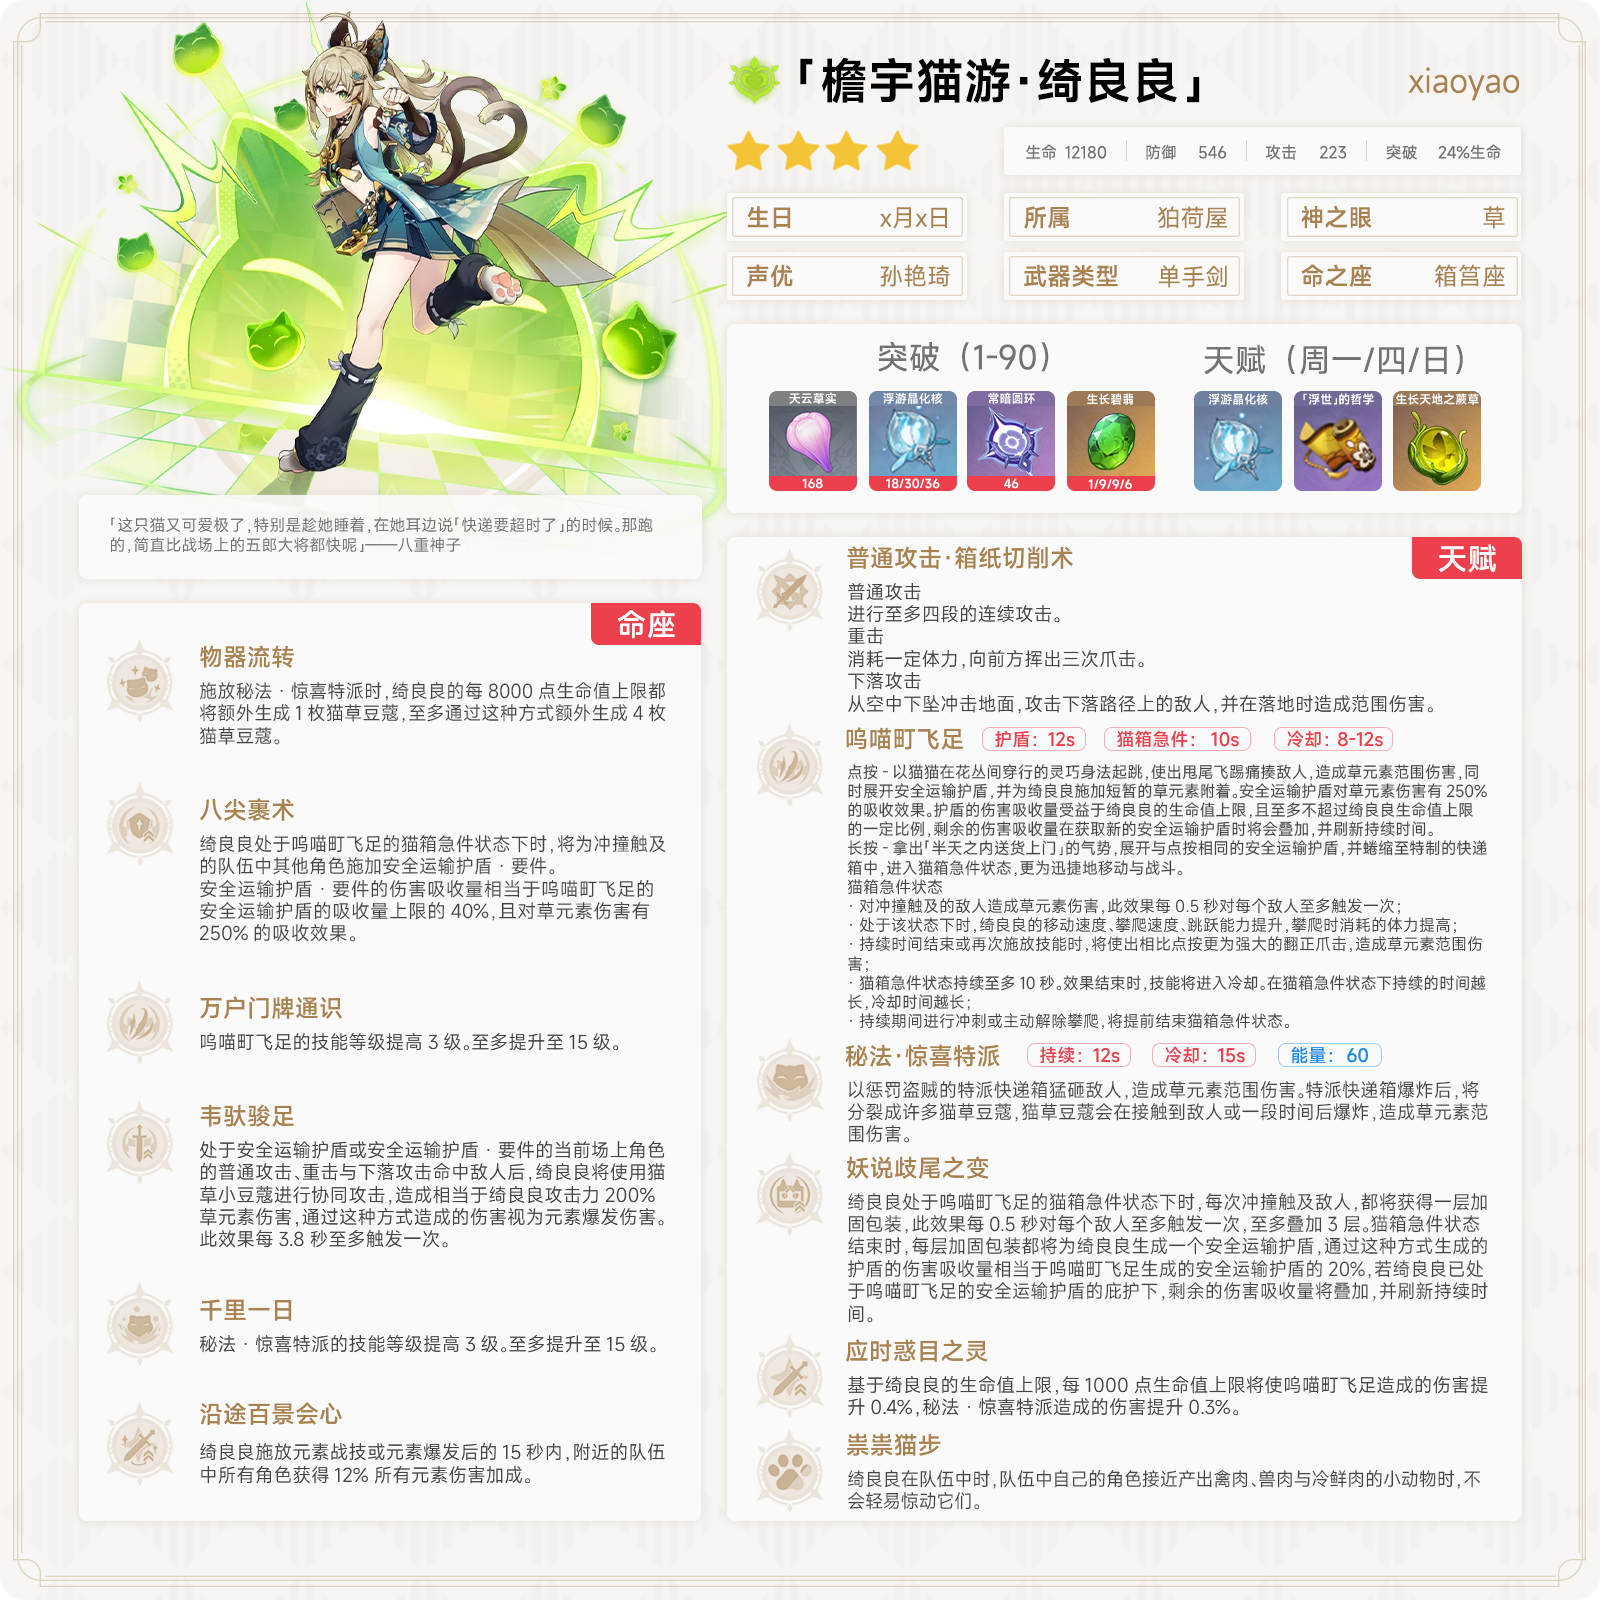 「檐宇猫游·绮良良」
xiaoyao
生命 12180 防御 546 攻击 223 突破 24%生命
生日 x月x日
所属 狛荷屋
神之眼 草
声优 孙艳琦
武器类型 单手剑
命之座 箱筥座
突破（1-90）
天云草实
168
浮游晶化核
18/30/36
常暗圆环
46
生长碧翡
1/9/9/6
天赋（周一/四/日）
浮游晶化核
「浮世」的哲学
生长天地之蕨草
「这只猫又可爱极了,特别是趁她睡着,在她耳边说「快递要超时了」的时候。那跑
的,简直比战场上的五郎大将都快呢」——八重神子
命座
物器流转
施放秘法 · 惊喜特派时,绮良良的每 8000 点生命值上限都
将额外生成 1 枚猫草豆蔻,至多通过这种方式额外生成 4 枚
猫草豆蔻。
八尖裹术
绮良良处于呜喵町飞足的猫箱急件状态下时,将为冲撞触及
的队伍中其他角色施加安全运输护盾 · 要件。
安全运输护盾 · 要件的伤害吸收量相当于呜喵町飞足的
安全运输护盾的吸收量上限的 40%,且对草元素伤害有
250% 的吸收效果。
万户门牌通识
呜喵町飞足的技能等级提高 3 级。至多提升至 15 级。
韦驮骏足
处于安全运输护盾或安全运输护盾 · 要件的当前场上角色
的普通攻击、重击与下落攻击命中敌人后,绮良良将使用猫
草小豆蔻进行协同攻击,造成相当于绮良良攻击力 200%
草元素伤害,通过这种方式造成的伤害视为元素爆发伤害。
此效果每 3.8 秒至多触发一次。
千里一日
秘法 · 惊喜特派的技能等级提高 3 级。至多提升至 15 级。
沿途百景会心
绮良良施放元素战技或元素爆发后的 15 秒内,附近的队伍
中所有角色获得 12% 所有元素伤害加成。
天赋
普通攻击·箱纸切削术
普通攻击
进行至多四段的连续攻击。
重击
消耗一定体力,向前方挥出三次爪击。
下落攻击
从空中下坠冲击地面,攻击下落路径上的敌人,并在落地时造成范围伤害。
呜喵町飞足 护盾：12s 猫箱急件： 10s 冷却：8-12s
点按 - 以猫猫在花丛间穿行的灵巧身法起跳,使出甩尾飞踢痛揍敌人,造成草元素范围伤害,同
时展开安全运输护盾,并为绮良良施加短暂的草元素附着。安全运输护盾对草元素伤害有 250%
的吸收效果。护盾的伤害吸收量受益于绮良良的生命值上限,且至多不超过绮良良生命值上限
的一定比例,剩余的伤害吸收量在获取新的安全运输护盾时将会叠加,并刷新持续时间。
长按 - 拿出「半天之内送货上门」的气势,展开与点按相同的安全运输护盾,并蜷缩至特制的快递
箱中,进入猫箱急件状态,更为迅捷地移动与战斗。
猫箱急件状态
· 对冲撞触及的敌人造成草元素伤害,此效果每 0.5 秒对每个敌人至多触发一次;
· 处于该状态下时,绮良良的移动速度、攀爬速度、跳跃能力提升,攀爬时消耗的体力提高;
· 持续时间结束或再次施放技能时,将使出相比点按更为强大的翻正爪击,造成草元素范围伤
害;
· 猫箱急件状态持续至多 10 秒。效果结束时,技能将进入冷却。在猫箱急件状态下持续的时间越
长,冷却时间越长;
· 持续期间进行冲刺或主动解除攀爬,将提前结束猫箱急件状态。
秘法·惊喜特派 持续：12s 冷却：15s 能量： 60
以惩罚盗贼的特派快递箱猛砸敌人,造成草元素范围伤害。特派快递箱爆炸后,将
分裂成许多猫草豆蔻,猫草豆蔻会在接触到敌人或一段时间后爆炸,造成草元素范
围伤害。
妖说歧尾之变
绮良良处于呜喵町飞足的猫箱急件状态下时,每次冲撞触及敌人,都将获得一层加
固包装,此效果每 0.5 秒对每个敌人至多触发一次,至多叠加 3 层。猫箱急件状态
结束时,每层加固包装都将为绮良良生成一个安全运输护盾,通过这种方式生成的
护盾的伤害吸收量相当于呜喵町飞足生成的安全运输护盾的 20%,若绮良良已处
于呜喵町飞足的安全运输护盾的庇护下,剩余的伤害吸收量将叠加,并刷新持续时
间。
应时惑目之灵
基于绮良良的生命值上限,每 1000 点生命值上限将使呜喵町飞足造成的伤害提
升 0.4%,秘法 · 惊喜特派造成的伤害提升 0.3%。
祟祟猫步
绮良良在队伍中时,队伍中自己的角色接近产出禽肉、兽肉与冷鲜肉的小动物时,不
会轻易惊动它们。